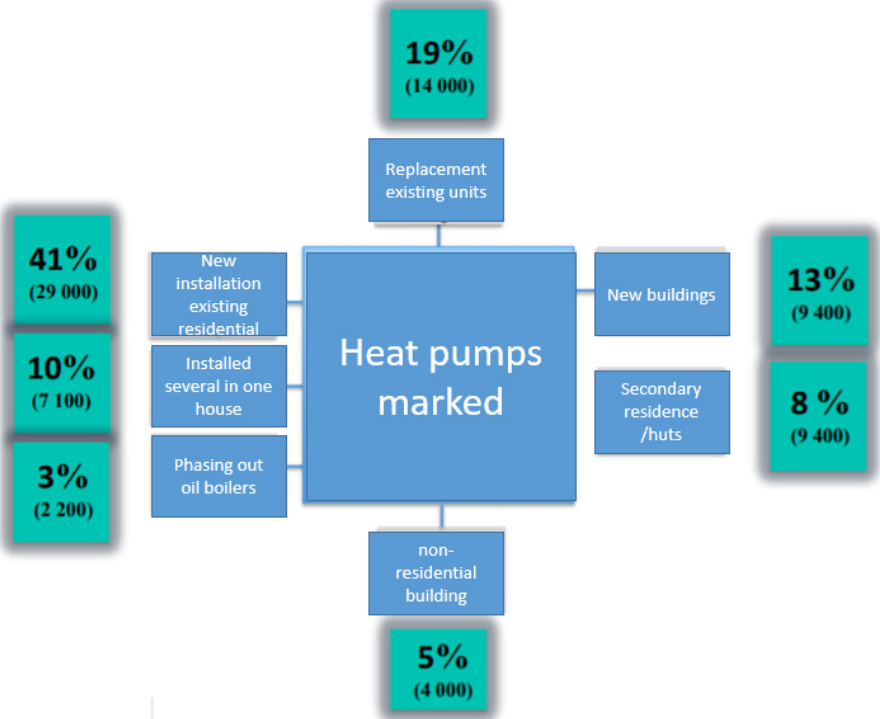 19%
(14 000)
Replacement
existing units
41%
(29 000)
New
installation
existing
residential
10%
(7 100)
Installed
several in one
house
3%
(2 200)
Phasing out
oil boilers
Heat pumps
marked
New buildings
13%
(9 400)
Secondary
residence
/huts
8 %
(9 400)
non-
residential
building
5%
(4 000)